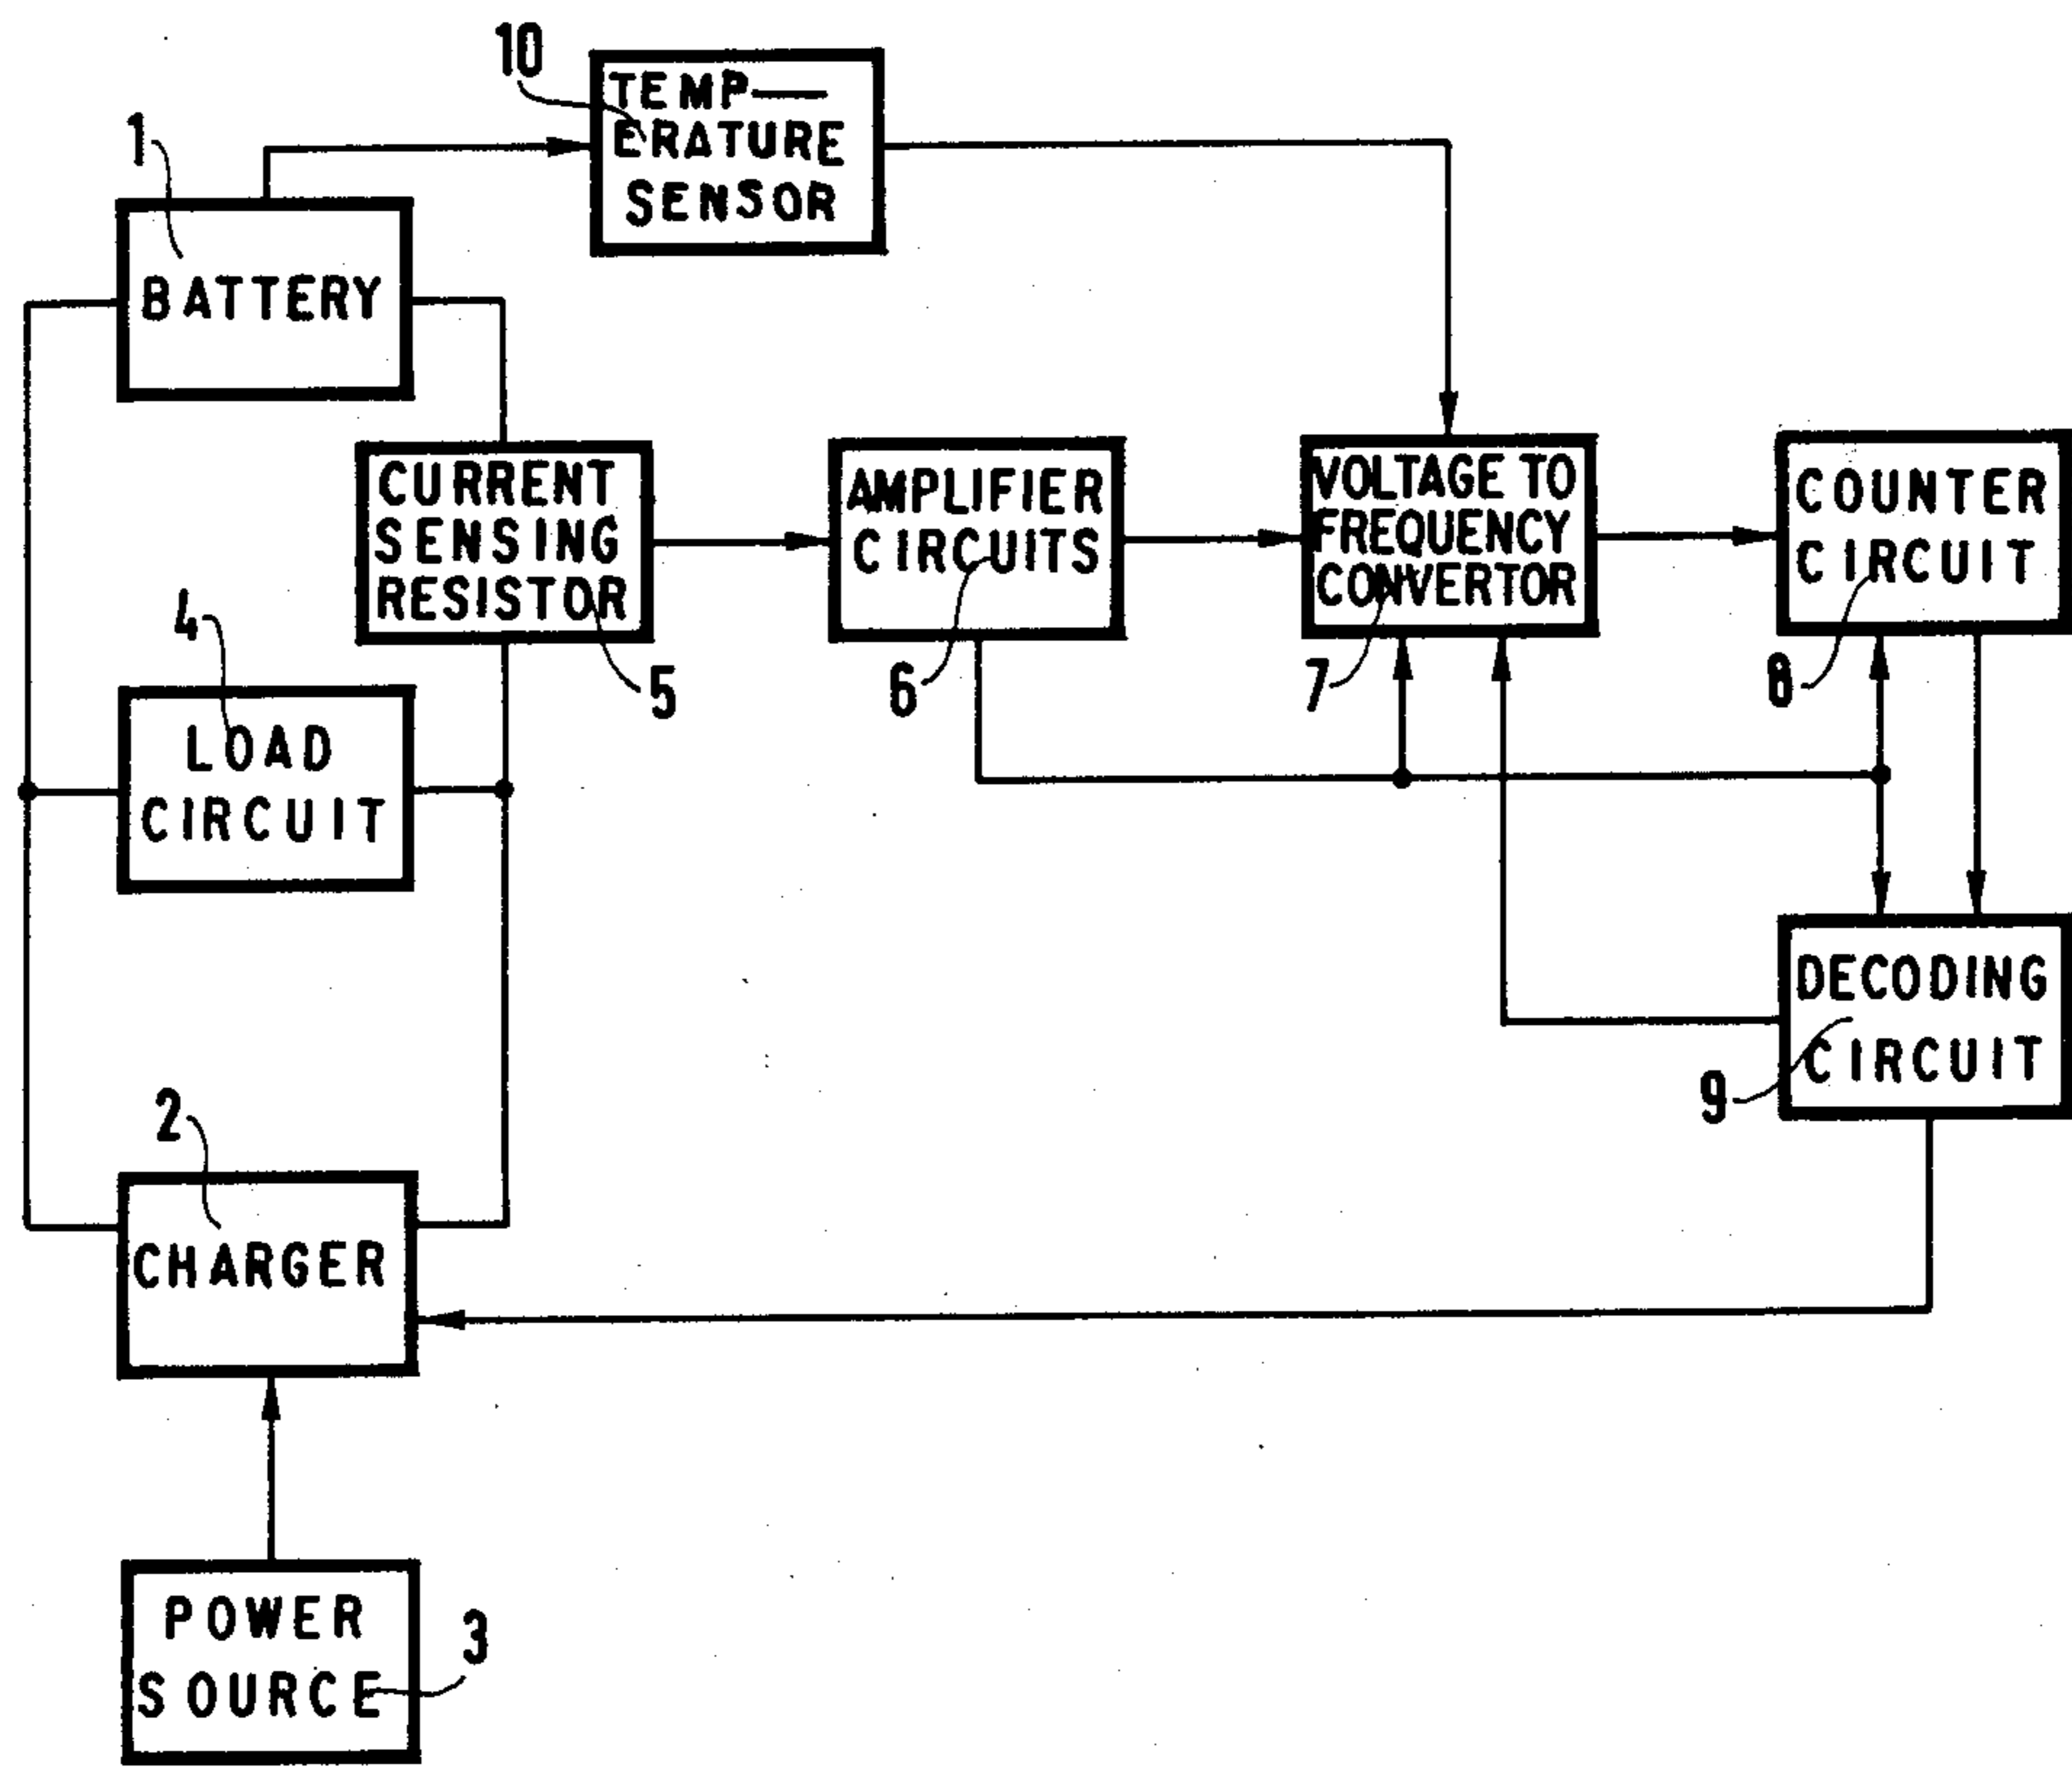 10
TEMP—
ERATURE
SENSOR
1
BATTERY
CURRENT
SENSING
RESISTOR
5
AMPLIFIER
CIRCUITS
6
VOLTAGE TO
FREQUENCY
CONVERTOR
7
COUNTER
CIRCUIT
8
4
LOAD
CIRCUIT
DECODING
CIRCUIT
9
2
CHARGER
POWER
SOURCE
3